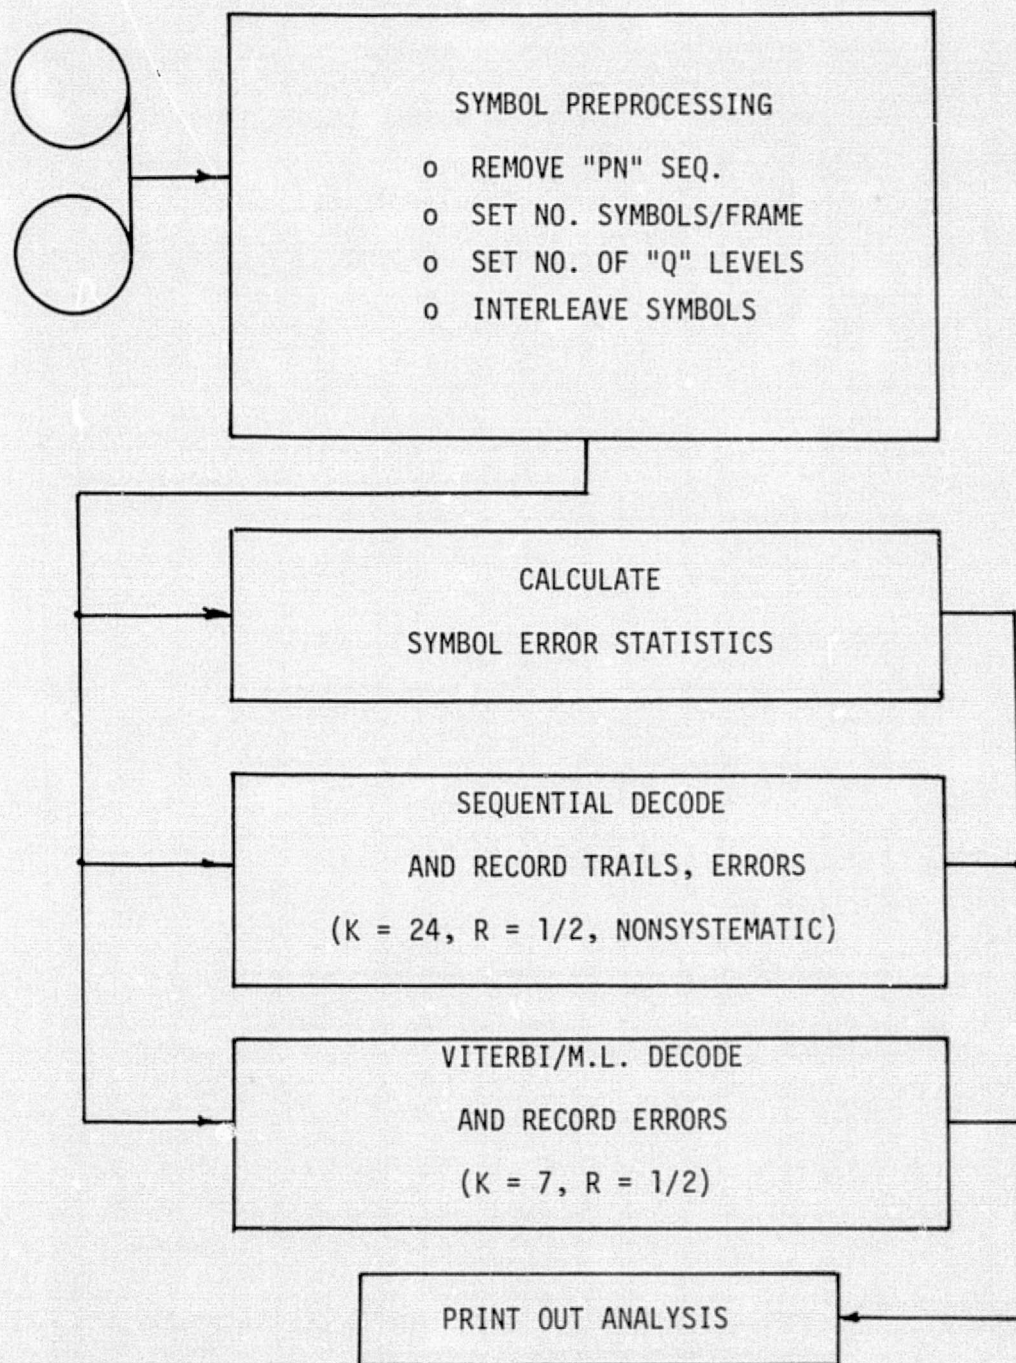 SYMBOL PREPROCESSING
o REMOVE "PN" SEQ.
o SET NO. SYMBOLS/FRAME
o SET NO. OF "Q" LEVELS
o INTERLEAVE SYMBOLS
CALCULATE
SYMBOL ERROR STATISTICS
SEQUENTIAL DECODE
AND RECORD TRAILS, ERRORS
(K = 24, R = 1/2, NONSYSTEMATIC)
VITERBI/M.L. DECODE
AND RECORD ERRORS
(K = 7, R = 1/2)
PRINT OUT ANALYSIS